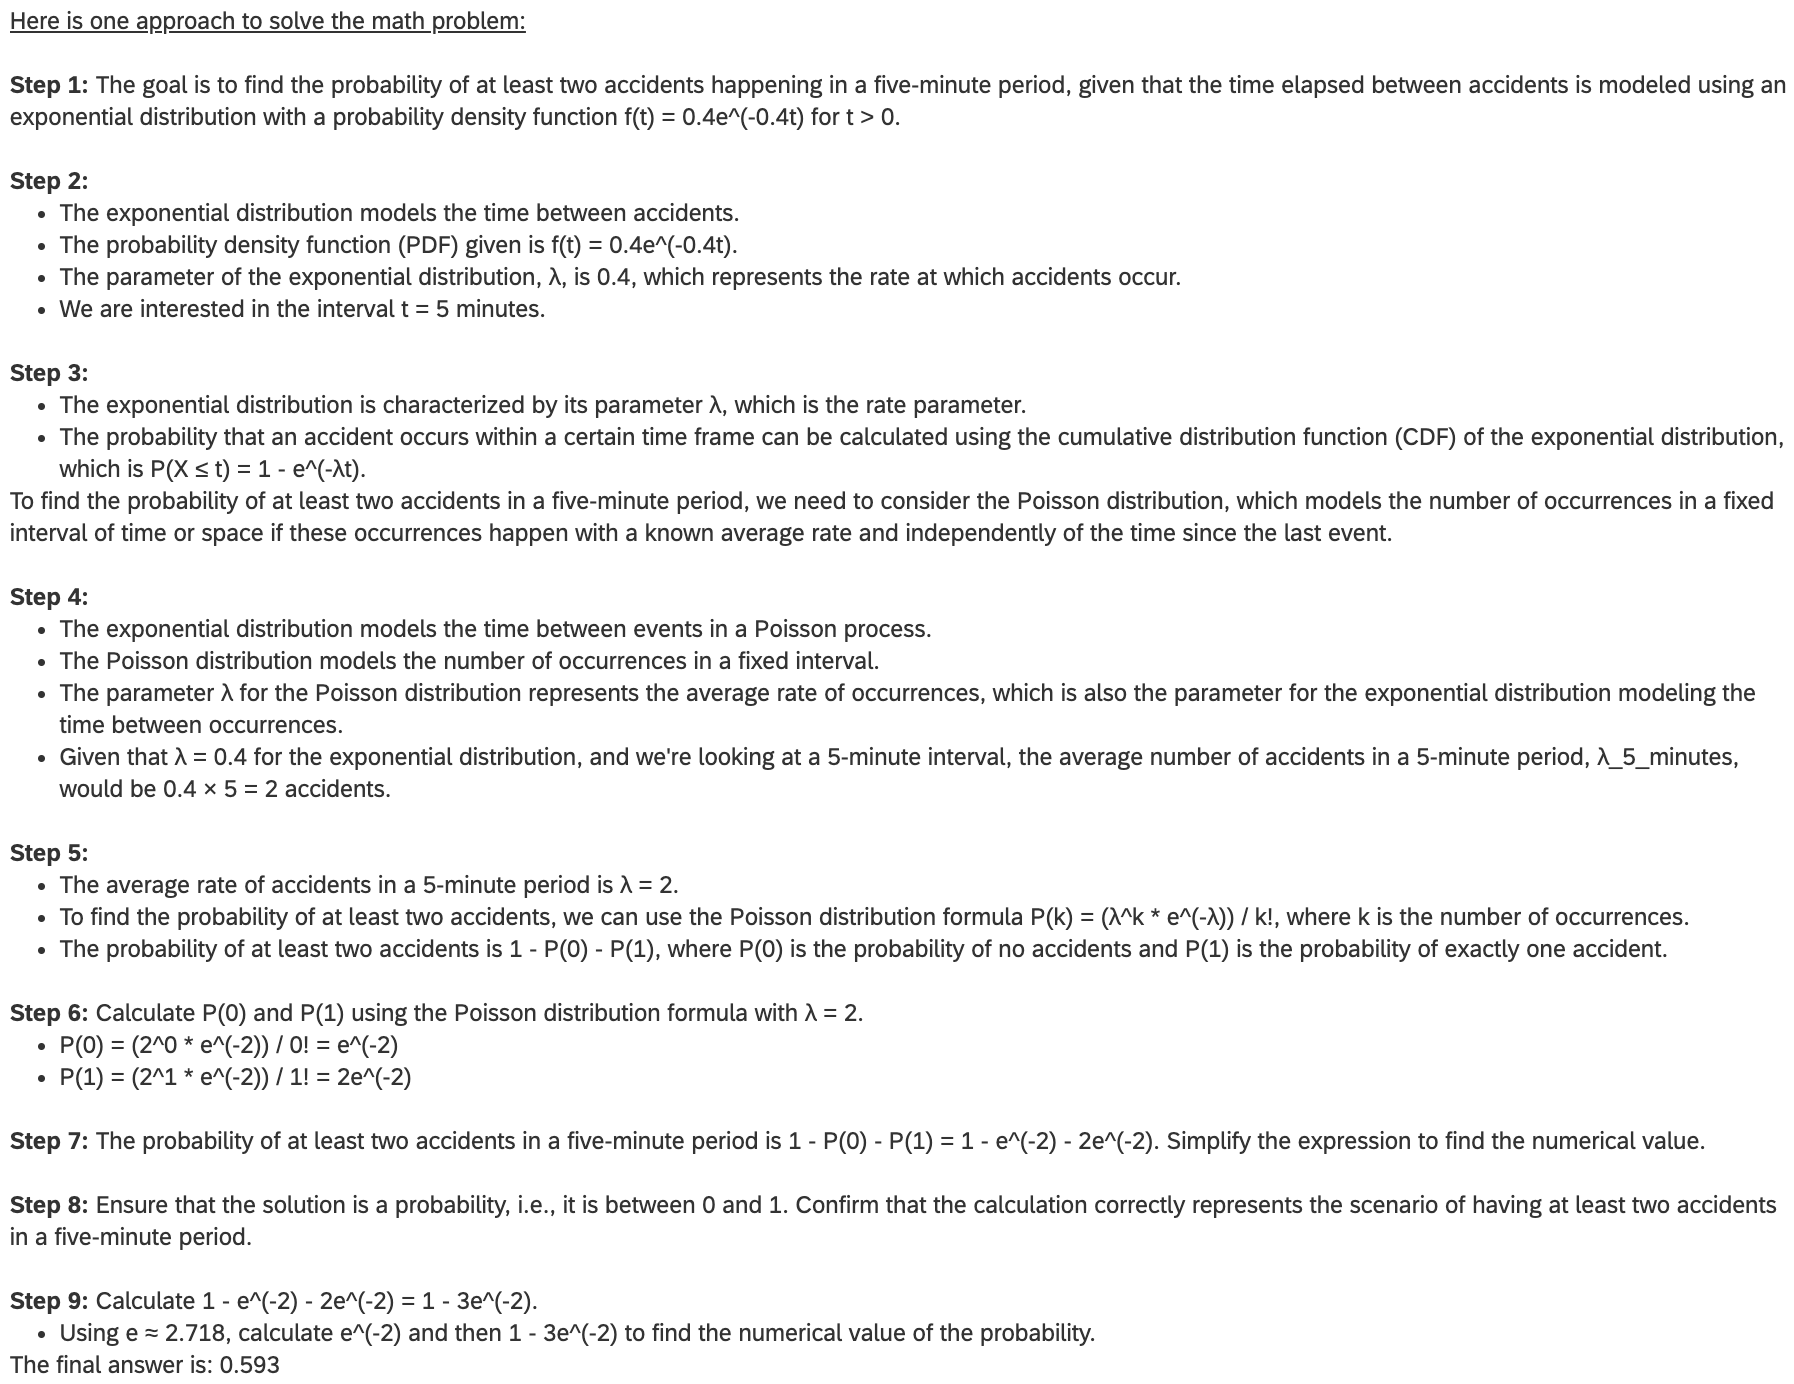 Here is one approach to solve the math problem:
Step 1: The goal is to find the probability of at least two accidents happening in a five-minute period, given that the time elapsed between accidents is modeled using an
exponential distribution with a probability density function f(t) = 0.4e^(-0.4t) for t > 0.
Step 2:
• The exponential distribution models the time between accidents.
• The probability density function (PDF) given is f(t) = 0.4e^(-0.4t).
• The parameter of the exponential distribution, λ, is 0.4, which represents the rate at which accidents occur.
• We are interested in the interval t = 5 minutes.
Step 3:
• The exponential distribution is characterized by its parameter λ, which is the rate parameter.
• The probability that an accident occurs within a certain time frame can be calculated using the cumulative distribution function (CDF) of the exponential distribution,
which is P(X ≤ t) = 1 - e^(-λt).
To find the probability of at least two accidents in a five-minute period, we need to consider the Poisson distribution, which models the number of occurrences in a fixed
interval of time or space if these occurrences happen with a known average rate and independently of the time since the last event.
Step 4:
• The exponential distribution models the time between events in a Poisson process.
• The Poisson distribution models the number of occurrences in a fixed interval.
• The parameter λ for the Poisson distribution represents the average rate of occurrences, which is also the parameter for the exponential distribution modeling the
time between occurrences.
• Given that λ = 0.4 for the exponential distribution, and we're looking at a 5-minute interval, the average number of accidents in a 5-minute period, λ_5_minutes,
would be 0.4 × 5 = 2 accidents.
Step 5:
• The average rate of accidents in a 5-minute period is λ = 2.
• To find the probability of at least two accidents, we can use the Poisson distribution formula P(k) = (λ^k * e^(-λ)) / k!, where k is the number of occurrences.
• The probability of at least two accidents is 1 - P(0) - P(1), where P(0) is the probability of no accidents and P(1) is the probability of exactly one accident.
Step 6: Calculate P(0) and P(1) using the Poisson distribution formula with λ = 2.
• P(0) = (2^0 * e^(-2)) / 0! = e^(-2)
• P(1) = (2^1 * e^(-2)) / 1! = 2e^(-2)
Step 7: The probability of at least two accidents in a five-minute period is 1 - P(0) - P(1) = 1 - e^(-2) - 2e^(-2). Simplify the expression to find the numerical value.
Step 8: Ensure that the solution is a probability, i.e., it is between 0 and 1. Confirm that the calculation correctly represents the scenario of having at least two accidents
in a five-minute period.
Step 9: Calculate 1 - e^(-2) - 2e^(-2) = 1 - 3e^(-2).
• Using e ≈ 2.718, calculate e^(-2) and then 1 - 3e^(-2) to find the numerical value of the probability.
The final answer is: 0.593